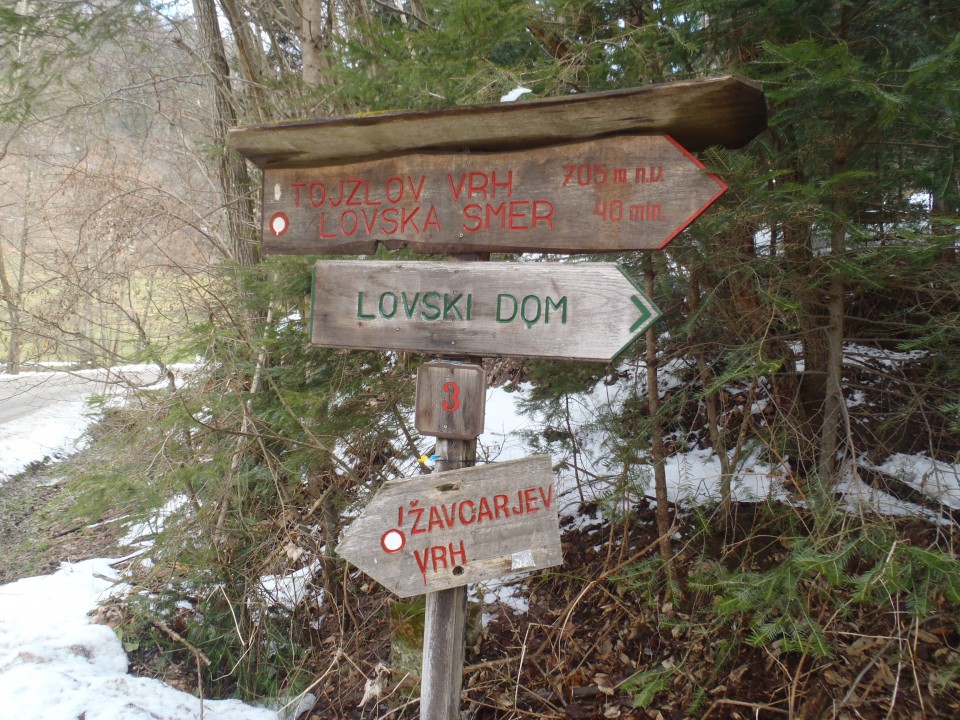 TOJZLOV VRH 705 m n.v.
LOVSKA SMER 40 min.
LOVSKI DOM
3
ŽAVCARJEV
VRH